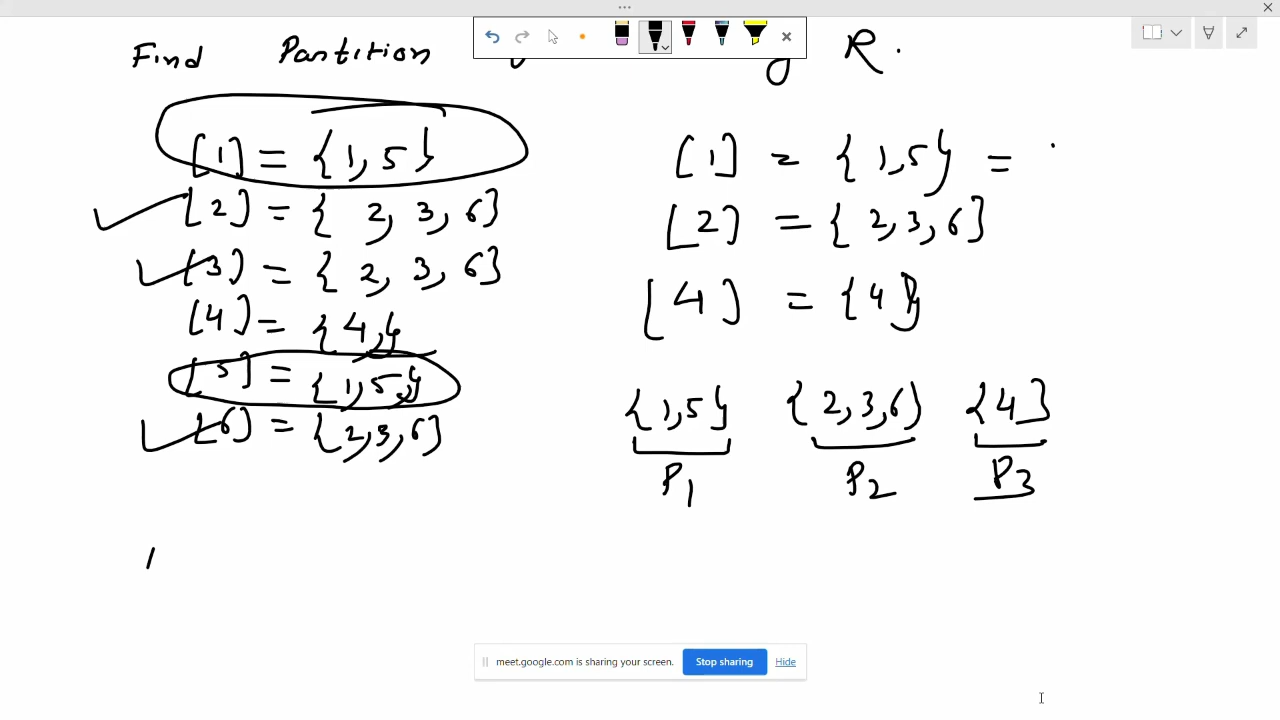 Find Partition R.
[1] = {1,5}
[2] = { 2, 3, 6}
[3] = { 2, 3, 6}
[4] = {4,}
[5] = {1,5,}
[6] = {2,3,6}
[1] = {1,5} =
[2] = { 2,3,6}
[4] = {4}
{1,5} {2,3,6} {4}
P1 P2 P3
meet.google.com is sharing your screen. Stop sharing Hide